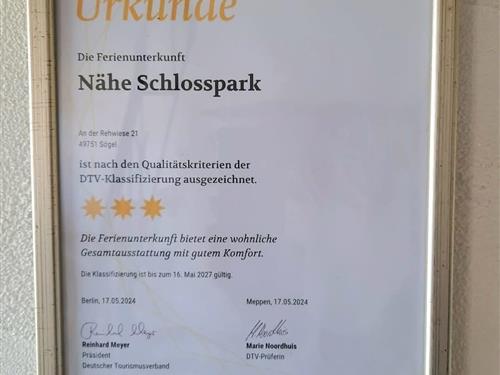 Urkunde
Die Ferienunterkunft
Nähe Schlosspark
An der Rehwiese 21
49751 Sögel
ist nach den Qualitätskriterien der
DTV-Klassifizierung ausgezeichnet.
Die Ferienunterkunft bietet eine wohnliche
Gesamtausstattung mit gutem Komfort.
Die Klassifizierung ist bis zum 16. Mai 2027 gültig.
Berlin, 17.05.2024 Meppen, 17.05.2024
Reinhard Meyer Marie Noordhuis
Präsident DTV-Prüferin
Deutscher Tourismusverband